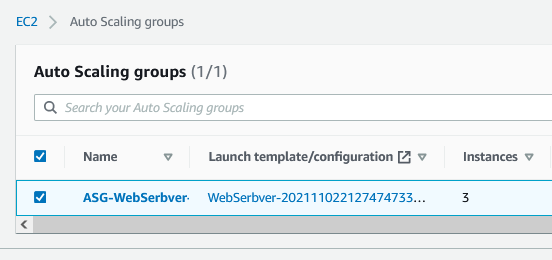 EC2 > Auto Scaling groups
Auto Scaling groups (1/1)
Search your Auto Scaling groups
Name Launch template/configuration Instances
ASG-WebSerbver- WebSerbver-202111022127474733... 3